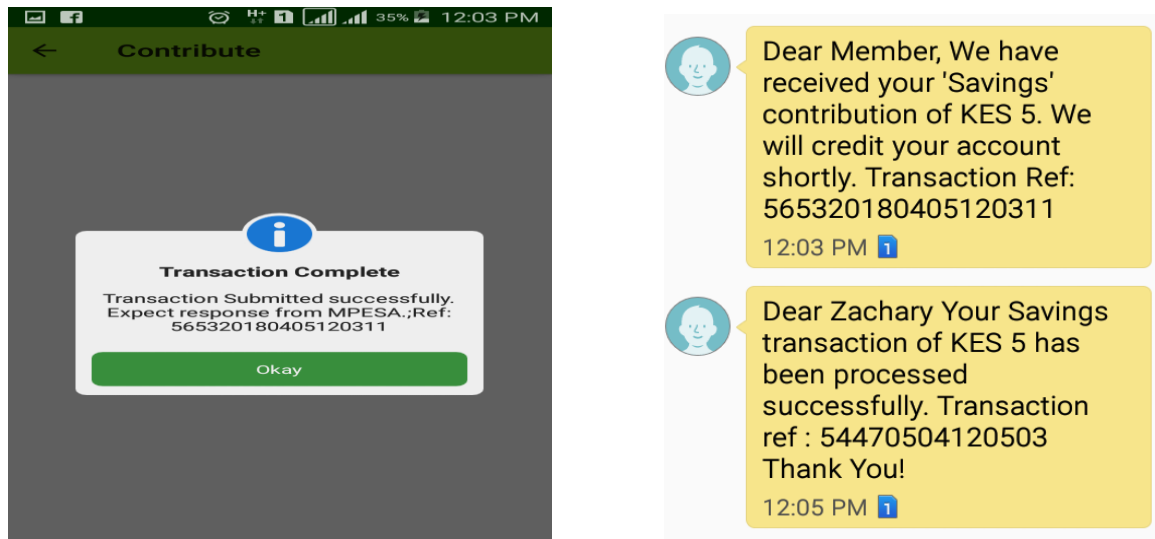 H+ 1 35% 12:03 PM
Contribute
Transaction Complete
Transaction Submitted successfully.
Expect response from MPESA.;Ref:
565320180405120311
Okay
Dear Member, We have
received your 'Savings'
contribution of KES 5. We
will credit your account
shortly. Transaction Ref:
565320180405120311
12:03 PM 1
Dear Zachary Your Savings
transaction of KES 5 has
been processed
successfully. Transaction
ref : 54470504120503
Thank You!
12:05 PM 1